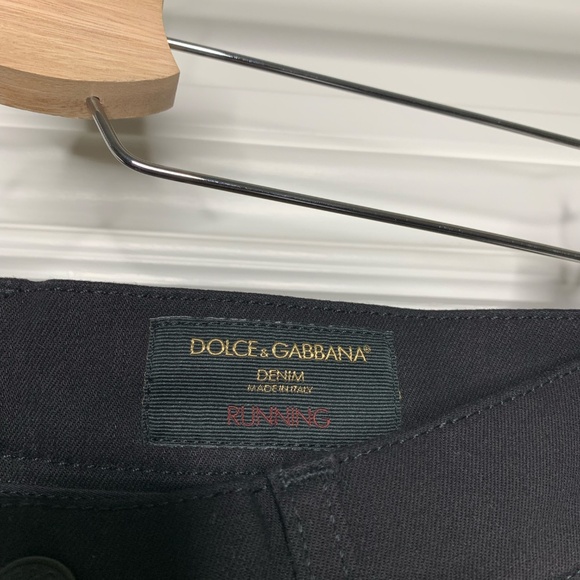 DOLCE & GABBANA®
DENIM
MADE IN ITALY
RUNNING